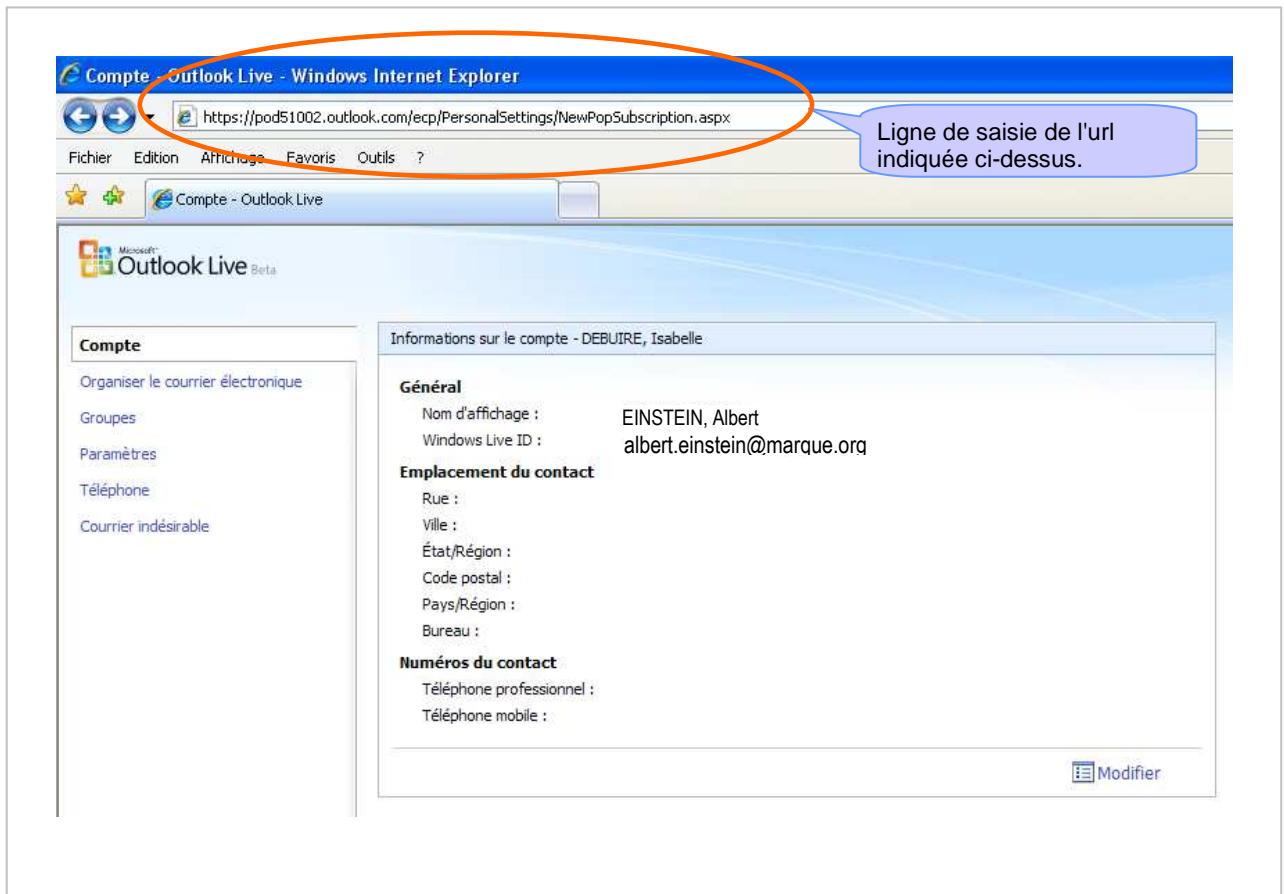 Compte - Outlook Live - Windows Internet Explorer
https://pod51002.outlook.com/ecp/PersonalSettings/NewPopSubscription.aspx
Ligne de saisie de l'url
indiquée ci-dessus.
Fichier Edition Affichage Favoris Outils ?
Compte - Outlook Live
Microsoft®
Outlook Live Beta
Compte
Organiser le courrier électronique
Groupes
Paramètres
Téléphone
Courrier indésirable
Informations sur le compte - DEBUIRE, Isabelle
Général
Nom d'affichage : EINSTEIN, Albert
Windows Live ID : albert.einstein@marque.org
Emplacement du contact
Rue :
Ville :
État/Région :
Code postal :
Pays/Région :
Bureau :
Numéros du contact
Téléphone professionnel :
Téléphone mobile :
Modifier